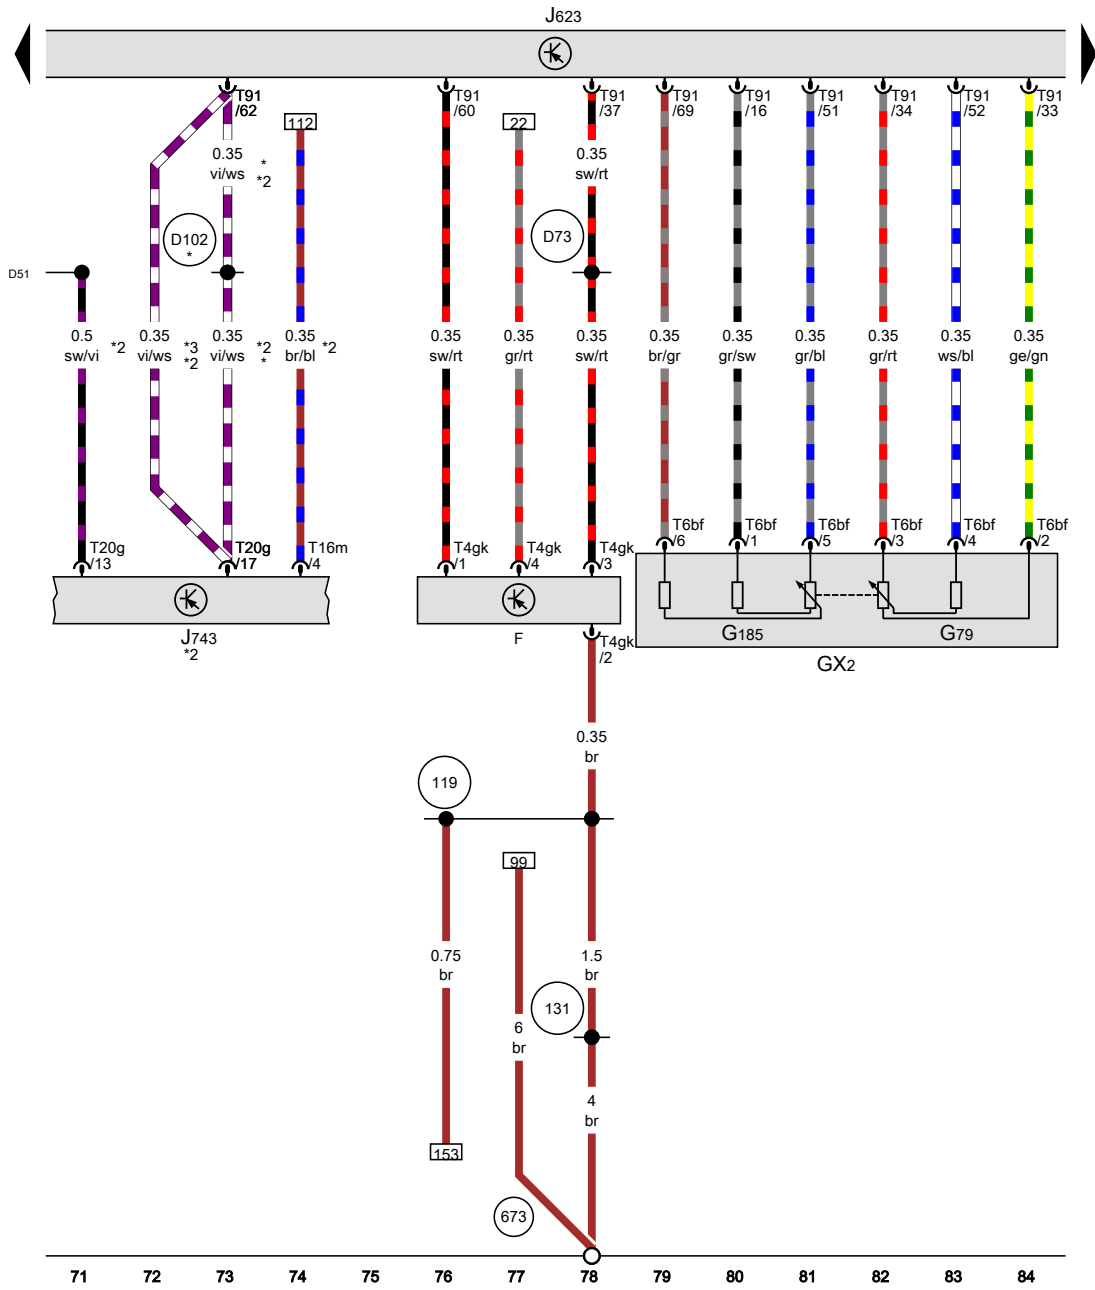 J623
T91 T91 T91 T91 T91 T91 T91 T91 T91
/62 /60 /37 /69 /16 /51 /34 /52 /33
112 22
0.35 0.35
vi/ws * sw/rt
*2
D102 D73
*
D51
0.5 0.35 0.35 0.35 0.35 0.35 0.35 0.35 0.35 0.35 0.35 0.35 0.35
sw/vi *2 vi/ws *3 vi/ws *2 br/bl *2 sw/rt gr/rt sw/rt br/gr gr/sw gr/bl gr/rt ws/bl ge/gn
*2 *
T6bf T6bf T6bf T6bf T6bf T6bf
/6 /1 /5 /3 /4 /2
T20g T20g T16m T4gk T4gk T4gk
/13 /17 /4 /1 /4 /3
J743 F G185 G79
*2
T4gk
/2
GX2
0.35
br
119
99
0.75 1.5
br br
131
6
br
4
br
153
673
71 72 73 74 75 76 77 78 79 80 81 82 83 84